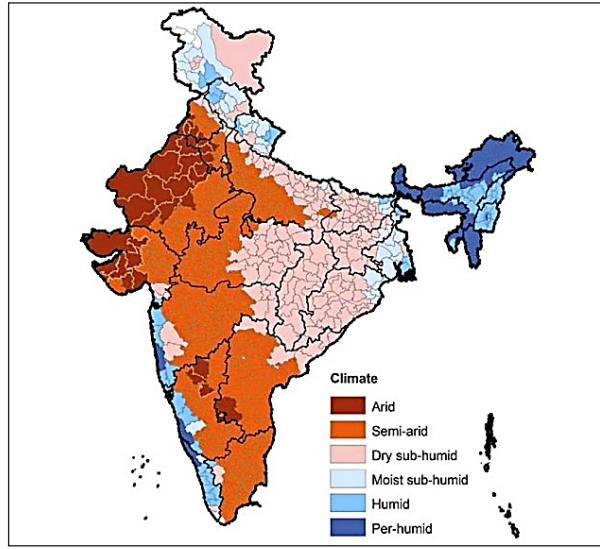 Climate
Arid
Semi-arid
Dry sub-humid
Moist sub-humid
Humid
Per-humid